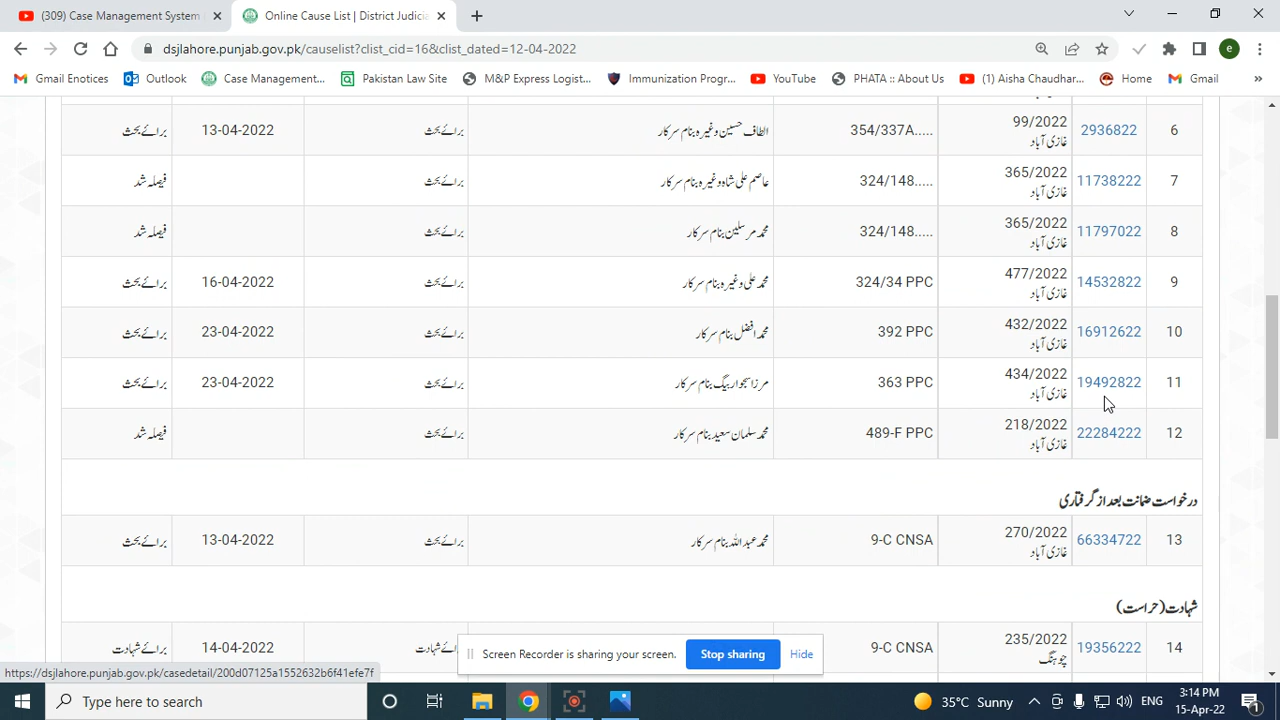 (309) Case Management System
Online Cause List | District Judicia
dsjlahore.punjab.gov.pk/causelist?clist_cid=16&clist_dated=12-04-2022
Gmail Enotices
Outlook
Case Management...
Pakistan Law Site
M&P Express Logist...
Immunization Progr...
YouTube
PHATA :: About Us
(1) Aisha Chaudhar...
Home
Gmail
»
6 2936822 99/2022 غازی آباد 354/337A..... الطاف حسین وغیرہ بنام سرکار برائے بحث 13-04-2022 برائے بحث
7 11738222 365/2022 غازی آباد 324/148..... عاصم علی شاہ وغیرہ بنام سرکار برائے بحث فیصلہ شد
8 11797022 365/2022 غازی آباد 324/148..... محمد مرسلین بنام سرکار برائے بحث فیصلہ شد
9 14532822 477/2022 غازی آباد 324/34 PPC محمد علی وغیرہ بنام سرکار برائے بحث 16-04-2022 برائے بحث
10 16912622 432/2022 غازی آباد 392 PPC محمد افضل بنام سرکار برائے بحث 23-04-2022 برائے بحث
11 19492822 434/2022 غازی آباد 363 PPC مرزا سجوار بیگ بنام سرکار برائے بحث 23-04-2022 برائے بحث
12 22284222 218/2022 غازی آباد 489-F PPC محمد سلمان سعید بنام سرکار برائے بحث فیصلہ شد
درخواست ضمانت بعد از گرفتاری
13 66334722 270/2022 غازی آباد 9-C CNSA محمد عبداللہ بنام سرکار برائے بحث 13-04-2022 برائے بحث
شہادت (حراست)
14 19356222 235/2022 چوہنگ 9-C CNSA برائے شہادت 14-04-2022 برائے شہادت
Screen Recorder is sharing your screen.
Stop sharing
Hide
https://dsjlahore.punjab.gov.pk/casedetail/200d07125a1552632b6f41efe7f
Type here to search
35°C Sunny
ENG
3:14 PM
15-Apr-22